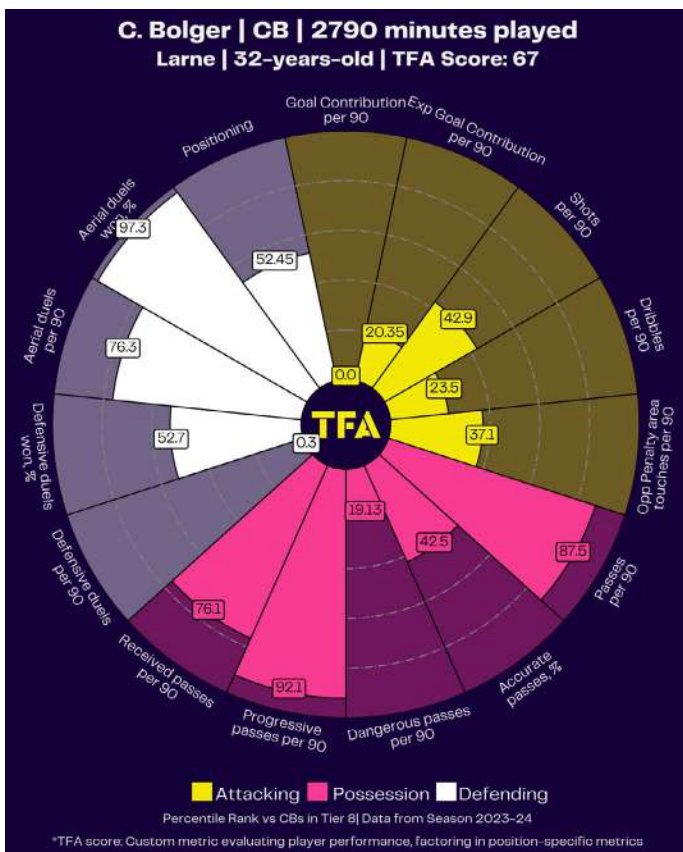 C. Bolger | CB | 2790 minutes played
Larne | 32-years-old | TFA Score: 67
Goal Contribution
per 90
Exp Goal Contribution
per 90
Shots
per 90
Dribbles
per 90
Opp Penalty area
touches per 90
Passes
per 90
Accurate
passes, %
Dangerous passes
per 90
Progressive
passes per 90
Received passes
per 90
Defensive duels
per 90
Defensive duels
won, %
Aerial duels
per 90
Aerial duels
won, %
Positioning
0.0
20.35
42.9
23.5
37.1
87.5
42.5
19.13
92.1
76.1
0.3
52.7
76.3
97.3
52.45
TFA
Attacking
Possession
Defending
Percentile Rank vs CBs in Tier 8| Data from Season 2023-24
*TFA score: Custom metric evaluating player performance, factoring in position-specific metrics